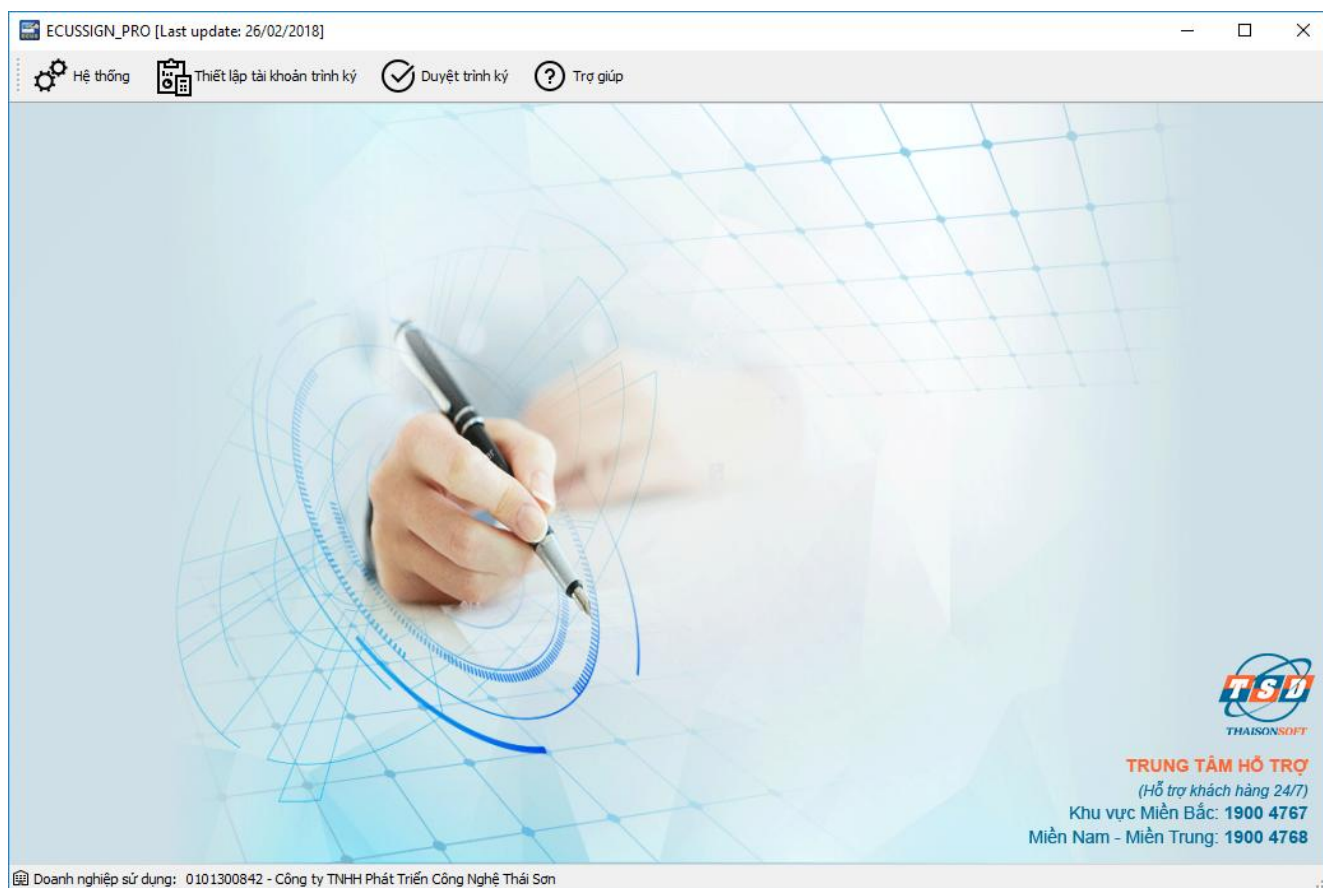 ECUSSIGN_PRO [Last update: 26/02/2018]
Hệ thống Thiết lập tài khoản trình ký Duyệt trình ký Trợ giúp
TSD
THAISONSOFT
TRUNG TÂM HỖ TRỢ
(Hỗ trợ khách hàng 24/7)
Khu vực Miền Bắc: 1900 4767
Miền Nam - Miền Trung: 1900 4768
Doanh nghiệp sử dụng: 0101300842 - Công ty TNHH Phát Triển Công Nghệ Thái Sơn